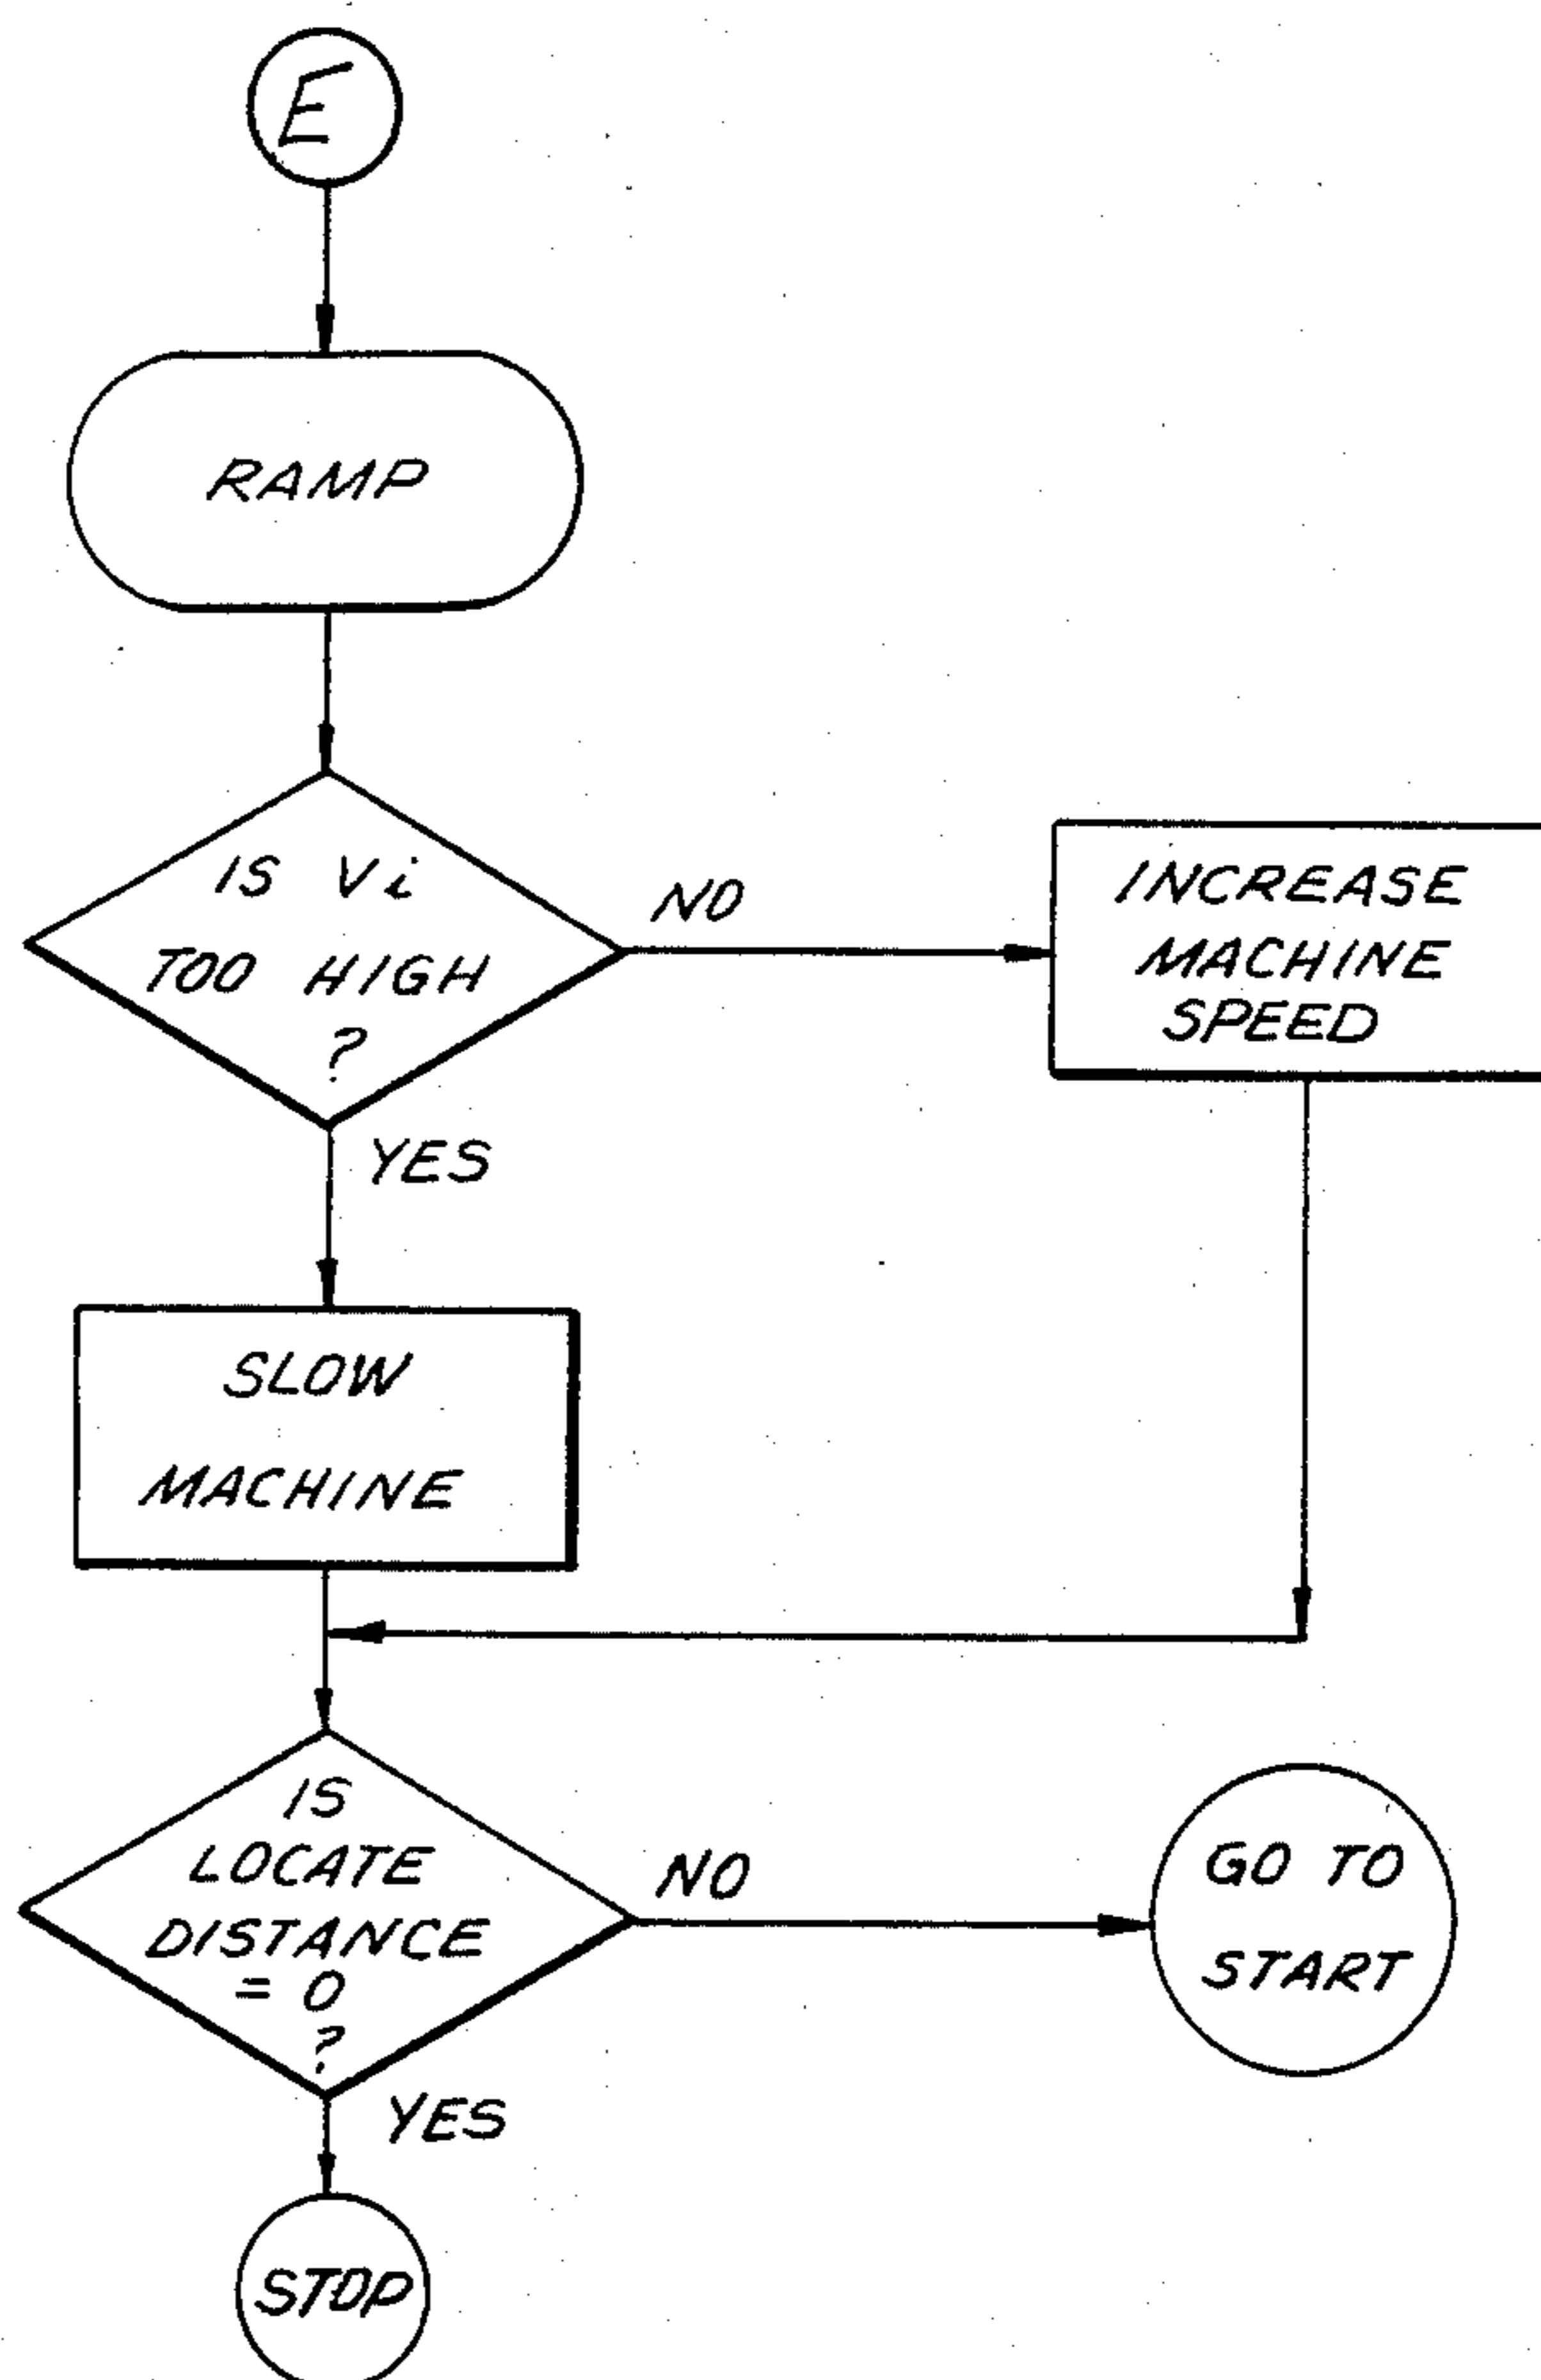 E
RAMP
IS Vi
TOO HIGH
?
NO
INCREASE
MACHINE
SPEED
YES
SLOW
MACHINE
IS
LOCATE
DISTANCE
= 0
?
NO
GO TO
START
YES
STOP